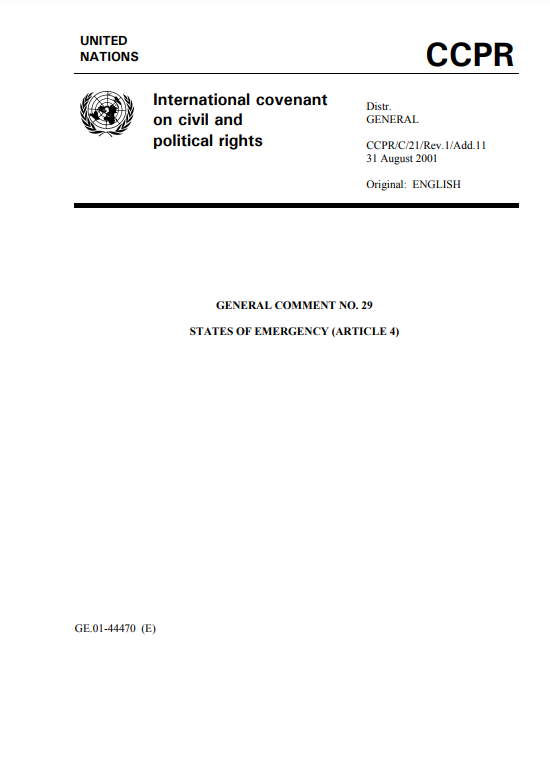 UNITED
NATIONS
CCPR
International covenant
on civil and
political rights
Distr.
GENERAL
CCPR/C/21/Rev.1/Add.11
31 August 2001
Original:  ENGLISH
GENERAL COMMENT NO. 29
STATES OF EMERGENCY (ARTICLE 4)
GE.01-44470  (E)